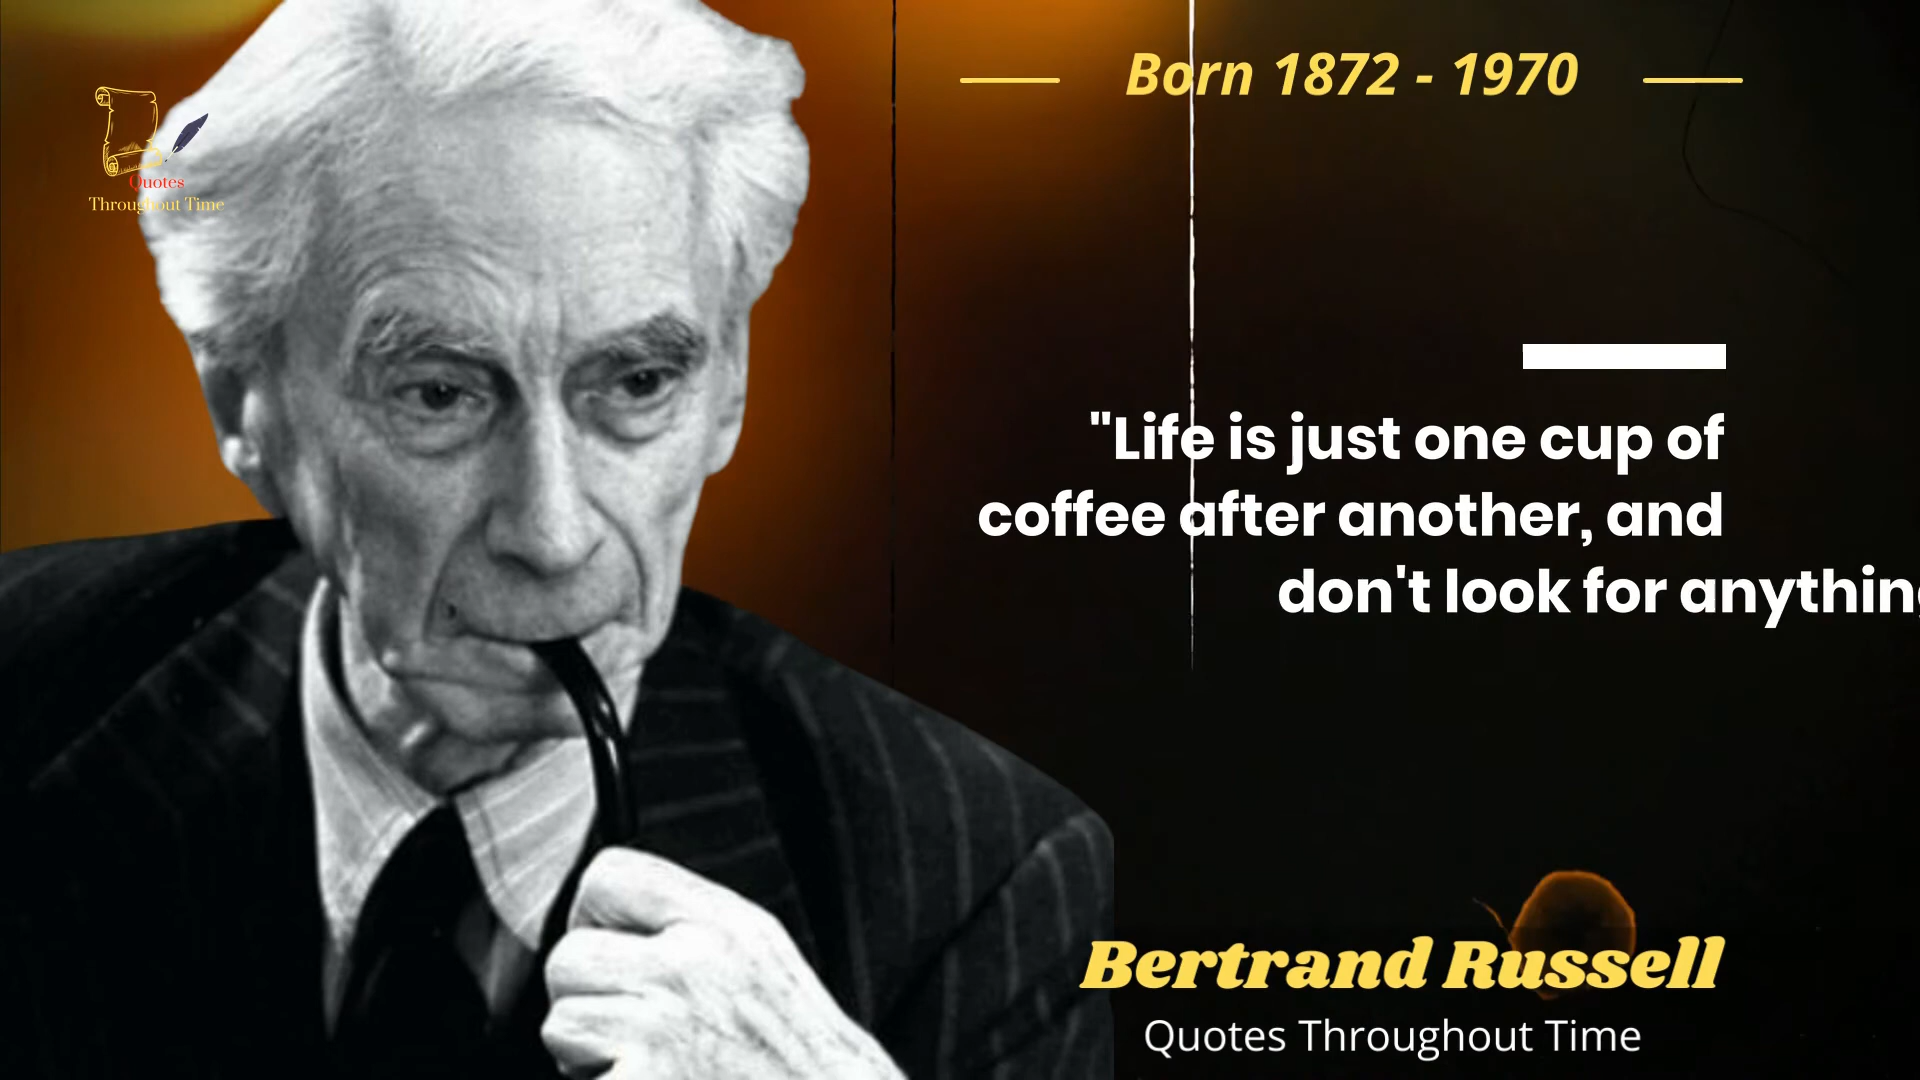 Quotes
Throughout Time
Born 1872 - 1970
"Life is just one cup of
coffee after another, and
don't look for anything
Bertrand Russell
Quotes Throughout Time